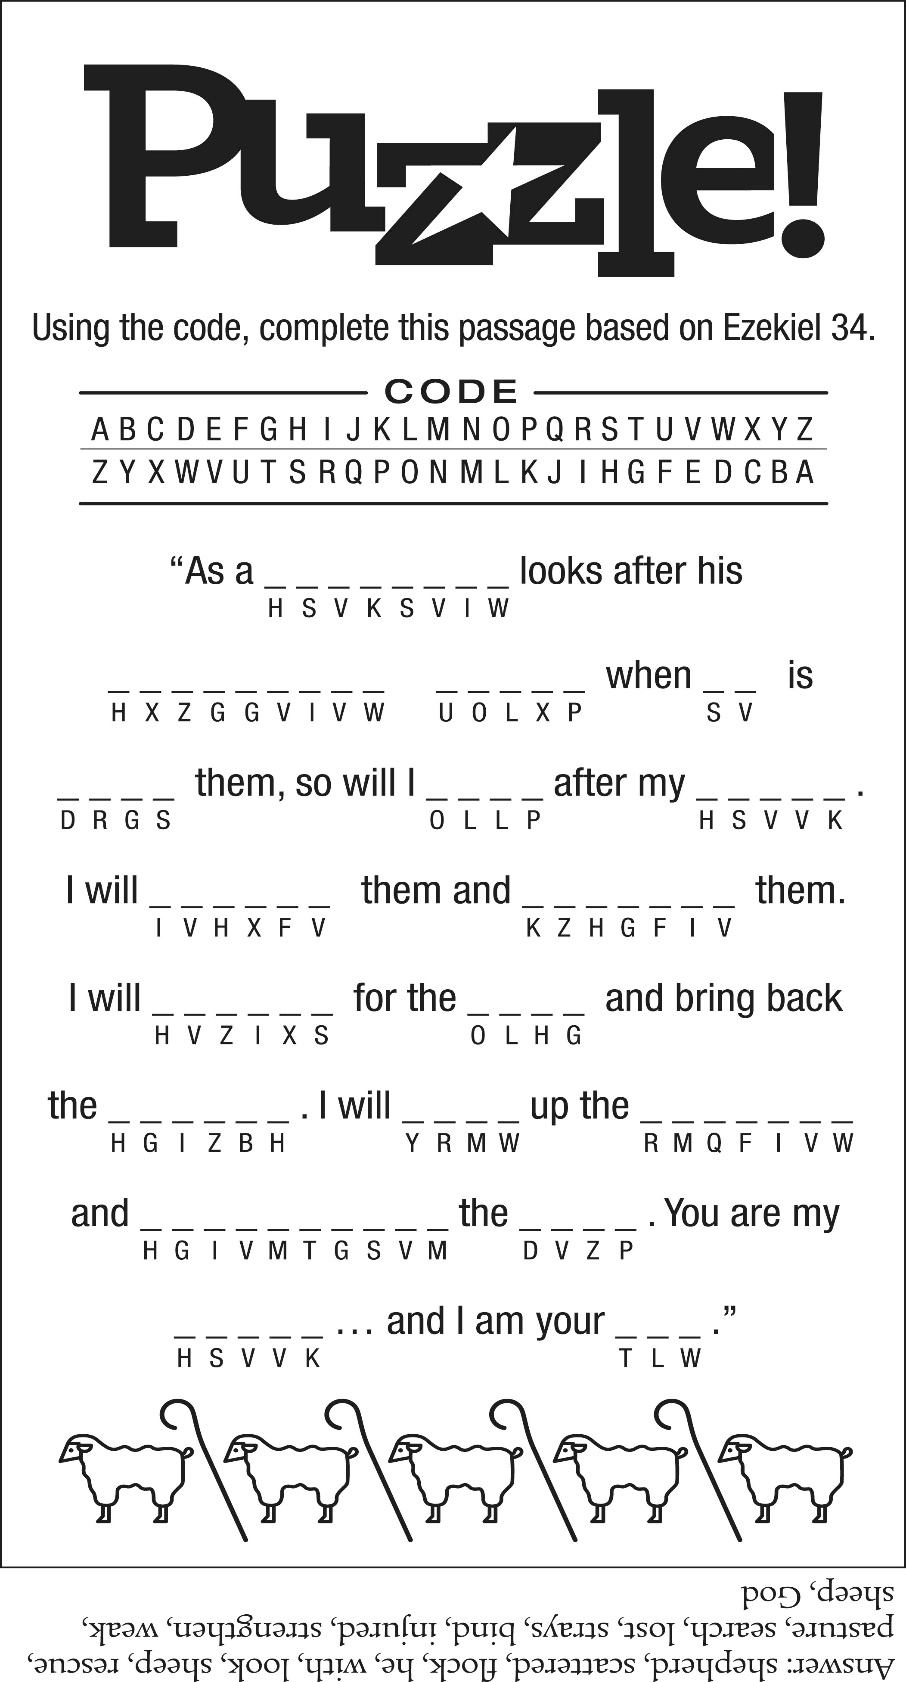 Puzzle!
Using the code, complete this passage based on Ezekiel 34.
CODE
A B C D E F G H I J K L M N O P Q R S T U V W X Y Z
Z Y X W V U T S R Q P O N M L K J I H G F E D C B A
“As a _ _ _ _ _ _ _ _ looks after his
H S V K S V I W
_ _ _ _ _ _ _ _ _ _ _ _ _ _ when _ _ is
H X Z G G V I V W U O L X P S V
_ _ _ _ them, so will I _ _ _ _ after my _ _ _ _ _ .
D R G S O L L P H S V V K
I will _ _ _ _ _ _ them and _ _ _ _ _ _ _ them.
I V H X F V K Z H G F I V
I will _ _ _ _ _ _ for the _ _ _ _ and bring back
H V Z I X S O L H G
the _ _ _ _ _ _ . I will _ _ _ _ up the _ _ _ _ _ _ _
H G I Z B H Y R M W R M Q F I V W
and _ _ _ _ _ _ _ _ _ _ the _ _ _ _ . You are my
H G I V M T G S V M D V Z P
_ _ _ _ _ ... and I am your _ _ _ .”
H S V V K T L W
Answer: shepherd, scattered, flock, he, with, look, sheep, rescue,
pasture, search, lost, strays, bind, injured, strengthen, weak,
sheep, God